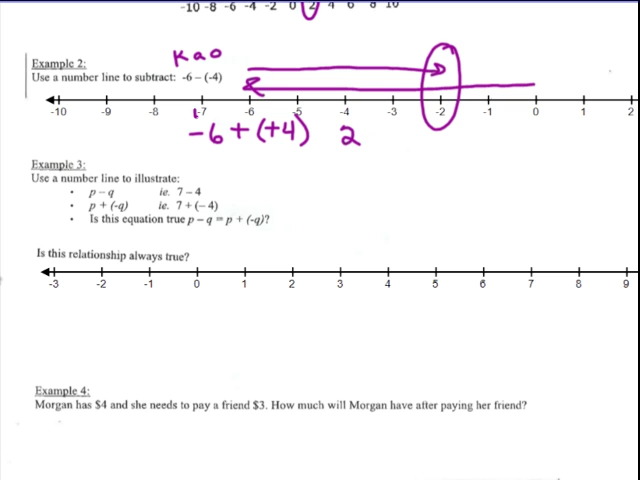 -10 -8 -6 -4 -2 0 2 4 6 8 10
Kao
Example 2:
Use a number line to subtract: -6 – (-4)
-10 -9 -8 -7 -6 -5 -4 -3 -2 -1 0 1 2
-6 + (+4) 2
Example 3:
Use a number line to illustrate:
• p – q ie. 7 – 4
• p + (-q) ie. 7 + (– 4)
• Is this equation true p – q = p + (-q)?
Is this relationship always true?
-3 -2 -1 0 1 2 3 4 5 6 7 8 9
Example 4:
Morgan has $4 and she needs to pay a friend $3. How much will Morgan have after paying her friend?